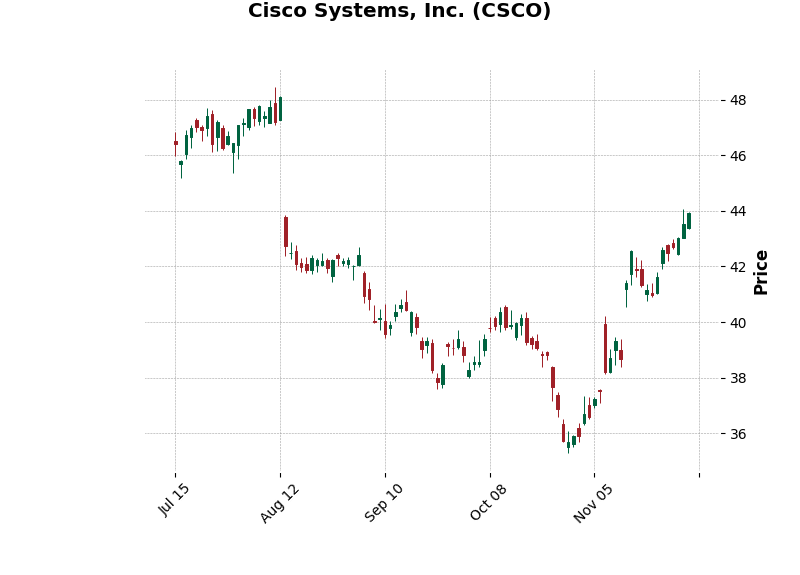 Cisco Systems, Inc. (CSCO)
48
46
44
42
40
38
36
Price
Jul 15
Aug 12
Sep 10
Oct 08
Nov 05